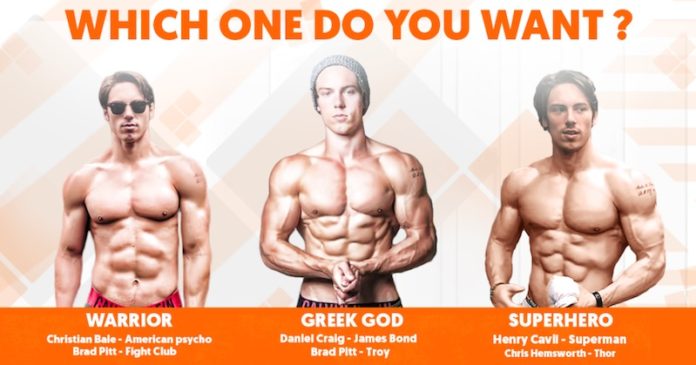 WHICH ONE DO YOU WANT ?
WARRIOR
Christian Bale - American psycho
Brad Pitt - Fight Club
GREEK GOD
Daniel Craig - James Bond
Brad Pitt - Troy
SUPERHERO
Henry Cavil - Superman
Chris Hemsworth - Thor